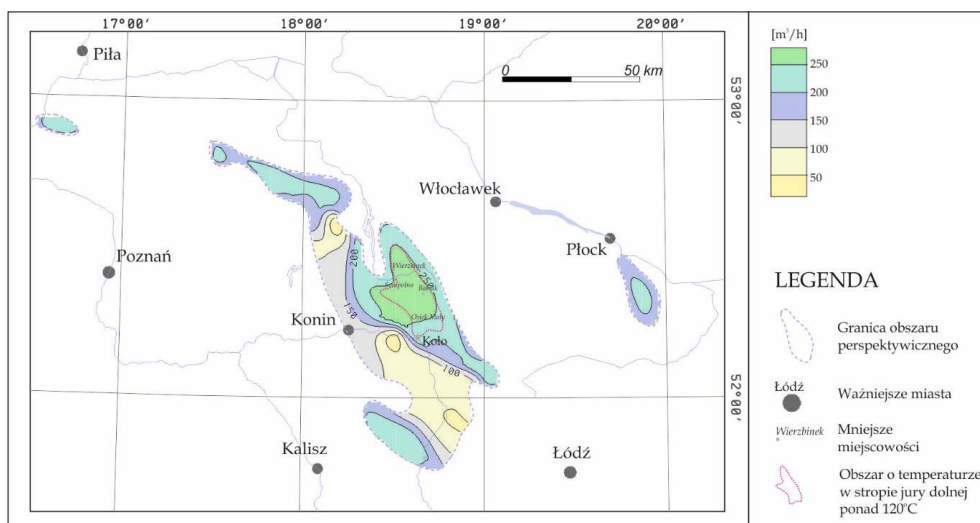 17°00' 18°00' 19°00' 20°00'
Piła
0 50 km
53°00'
Włocławek
Płock
Poznań
200
Wierzbinek
250
Konin
150
Koło
100
52°00'
Kalisz
Łódź
[m³/h]
250
200
150
100
50
LEGENDA
Granica obszaru
perspektywicznego
Łódź
Ważniejsze miasta
Wierzbinek
Mniejsze
miejscowości
Obszar o temperaturze
w stropie jury dolnej
ponad 120°C